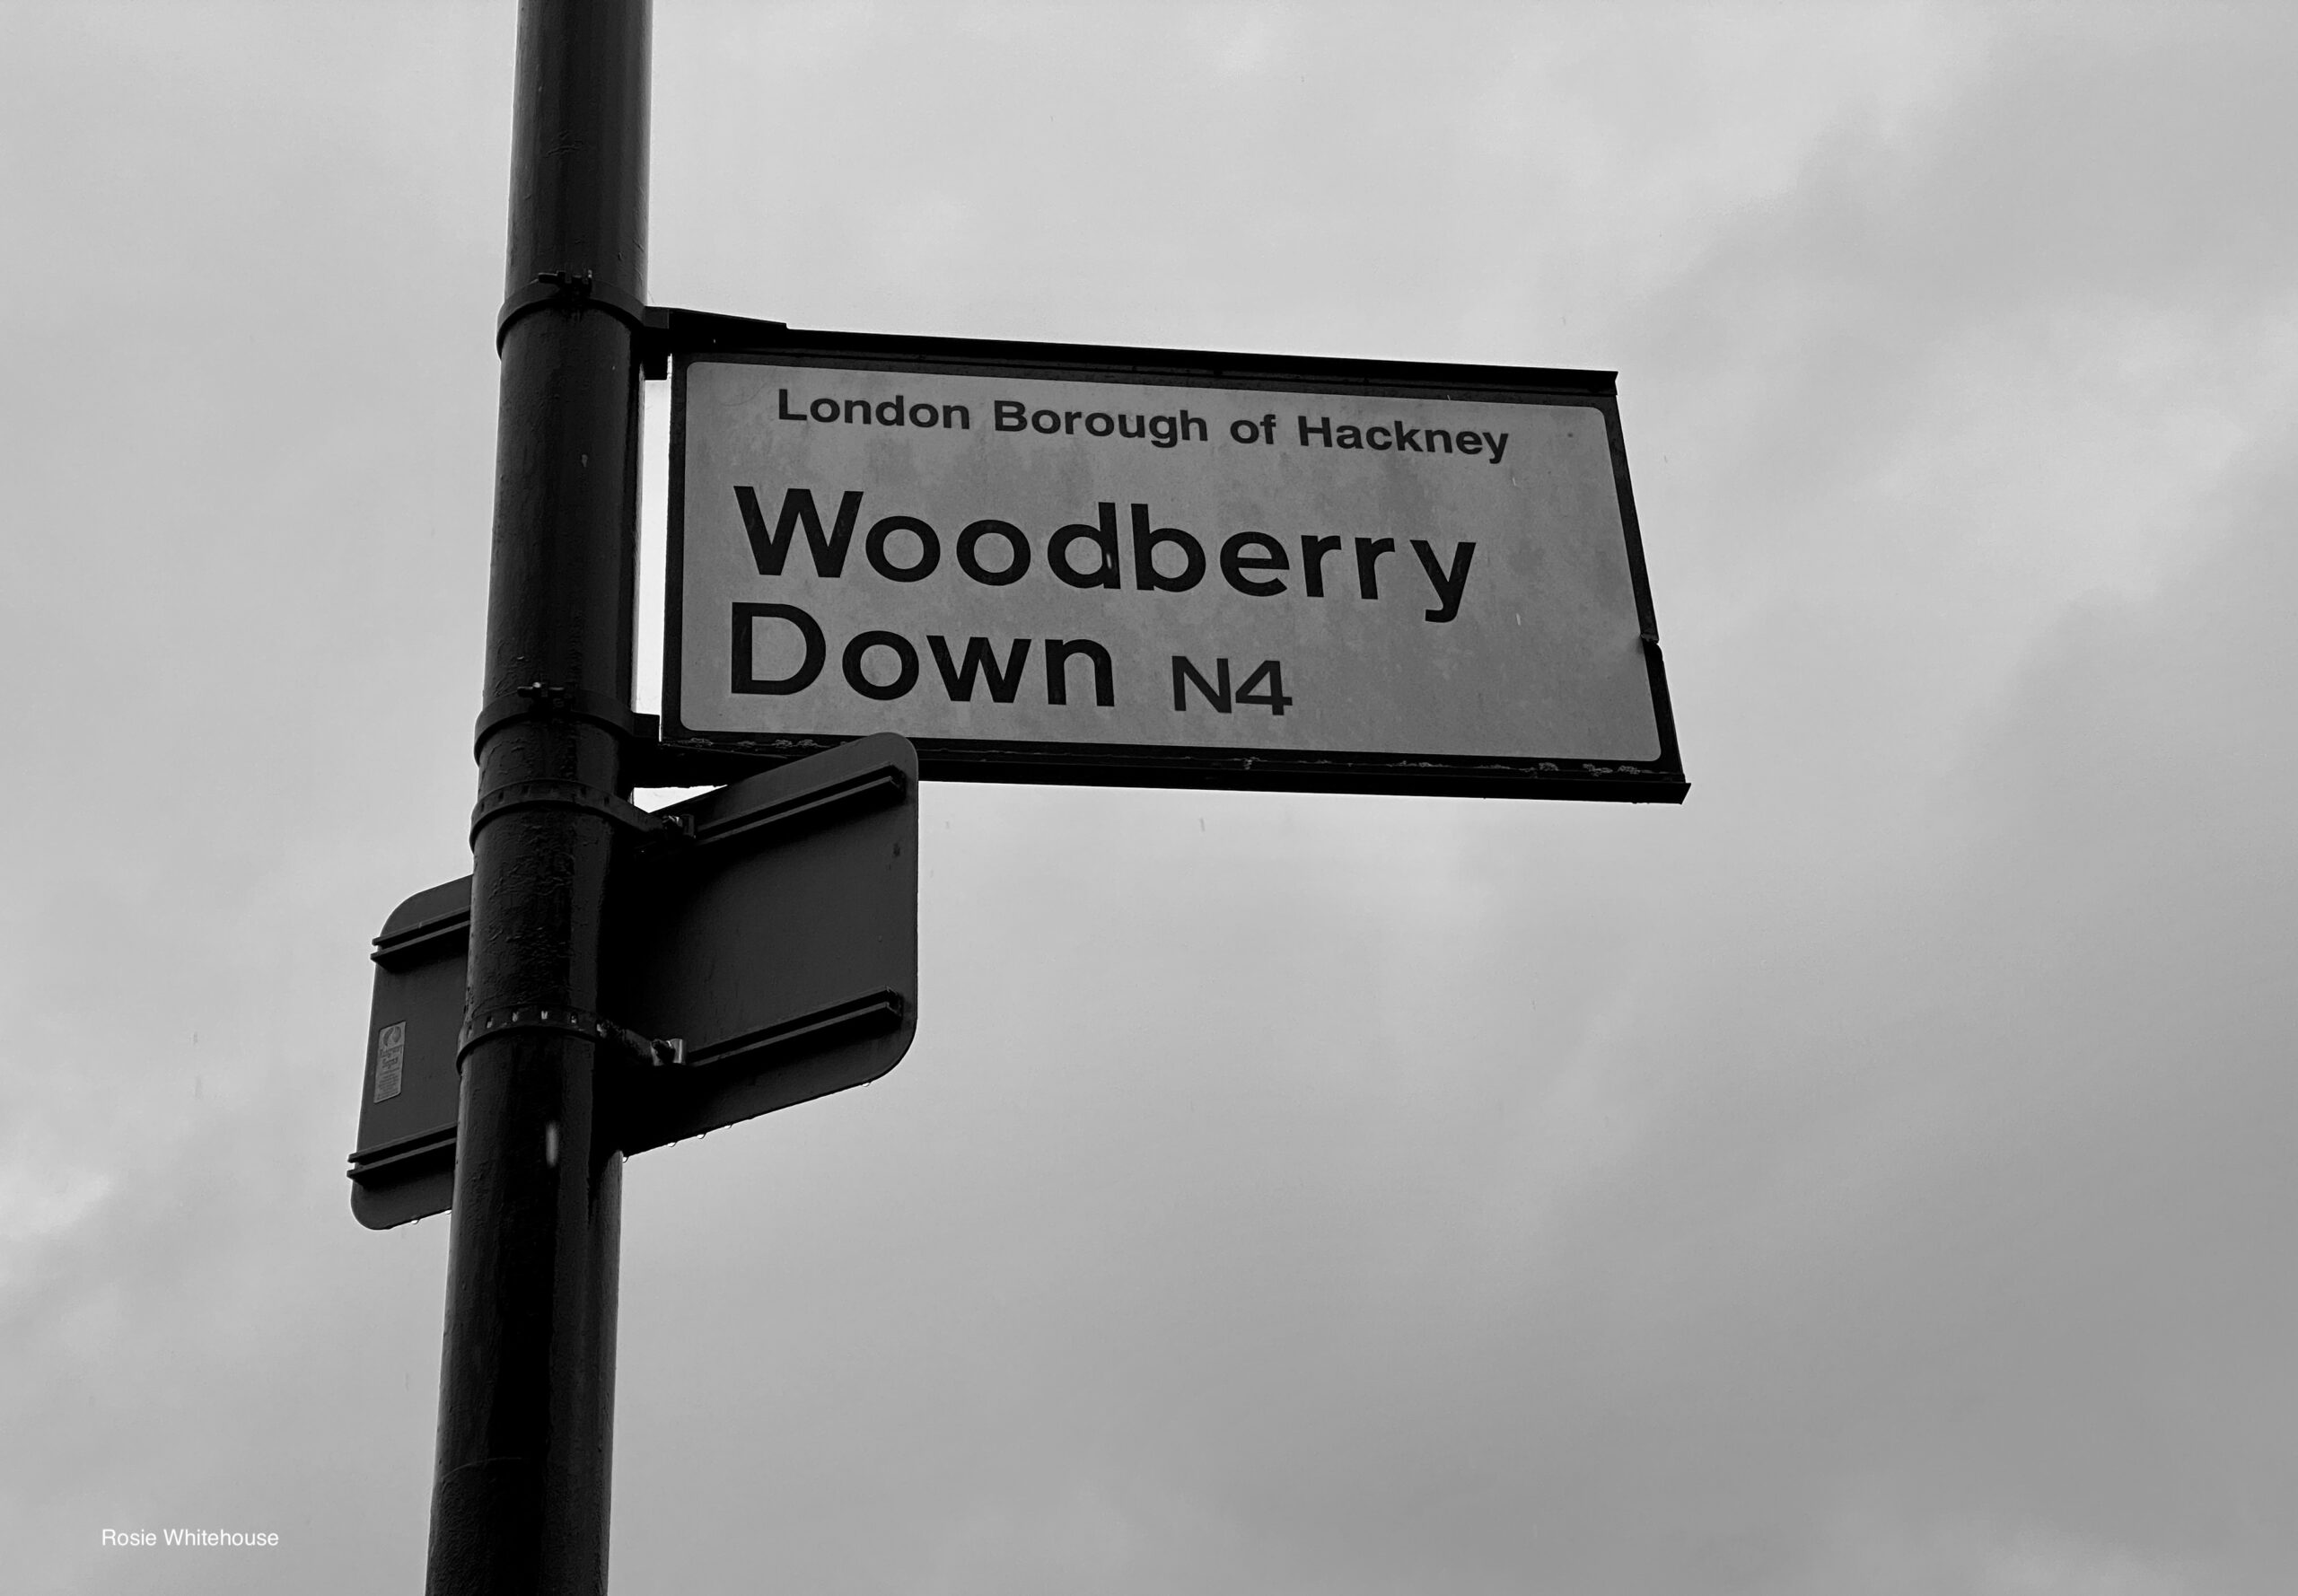 London Borough of Hackney
Woodberry
Down N4
Rosie Whitehouse